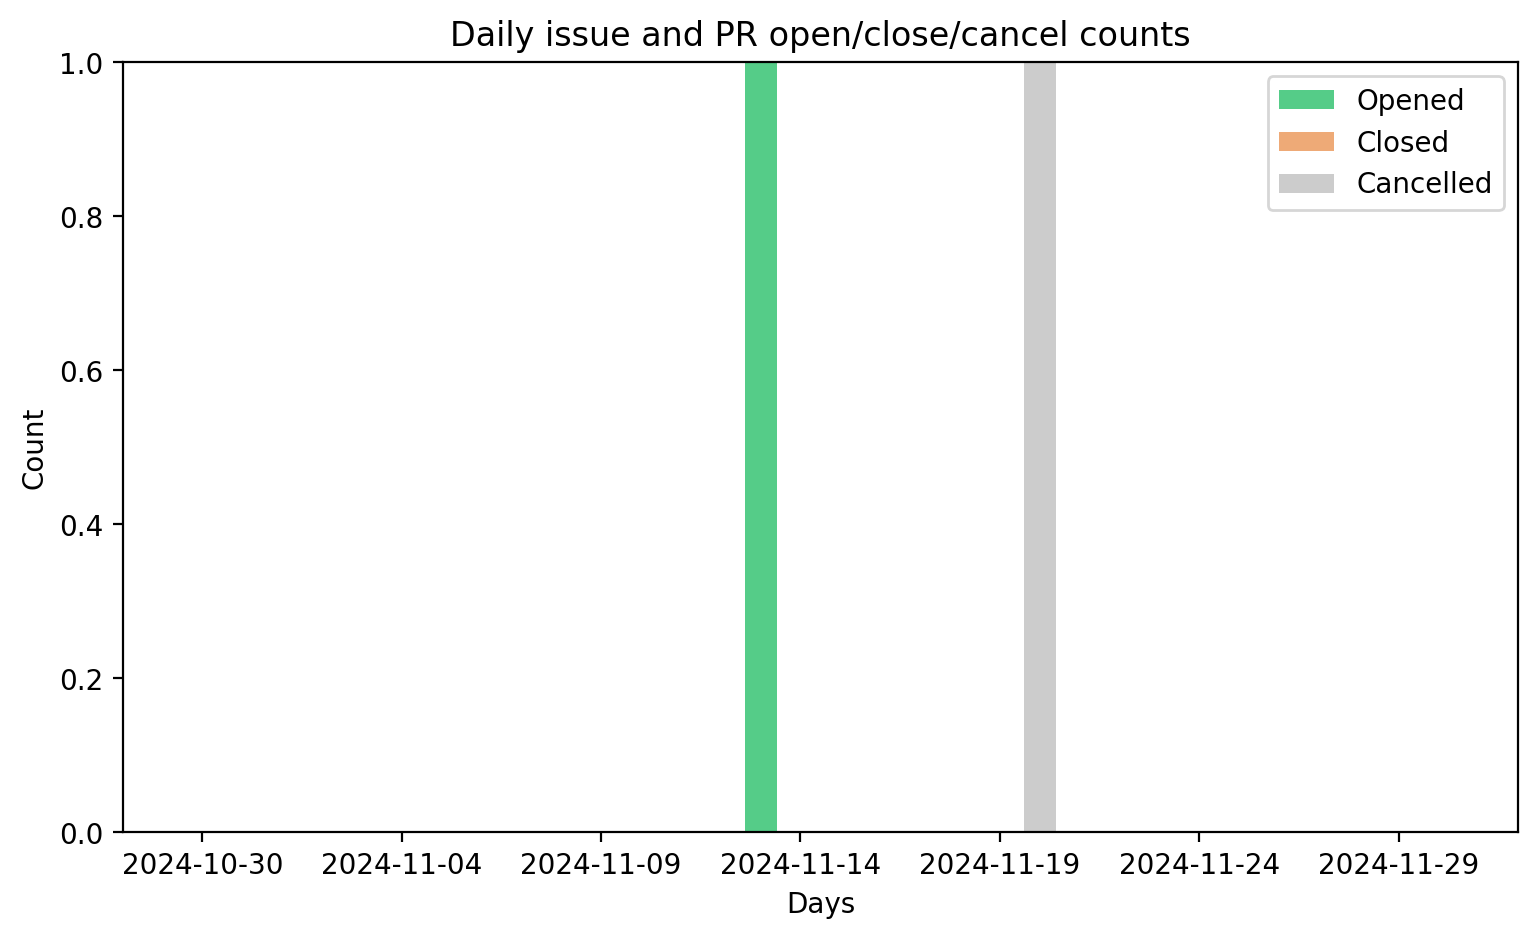 Daily issue and PR open/close/cancel counts
1.0
0.8
0.6
0.4
0.2
0.0
Count
Opened
Closed
Cancelled
2024-10-30 2024-11-04 2024-11-09 2024-11-14 2024-11-19 2024-11-24 2024-11-29
Days